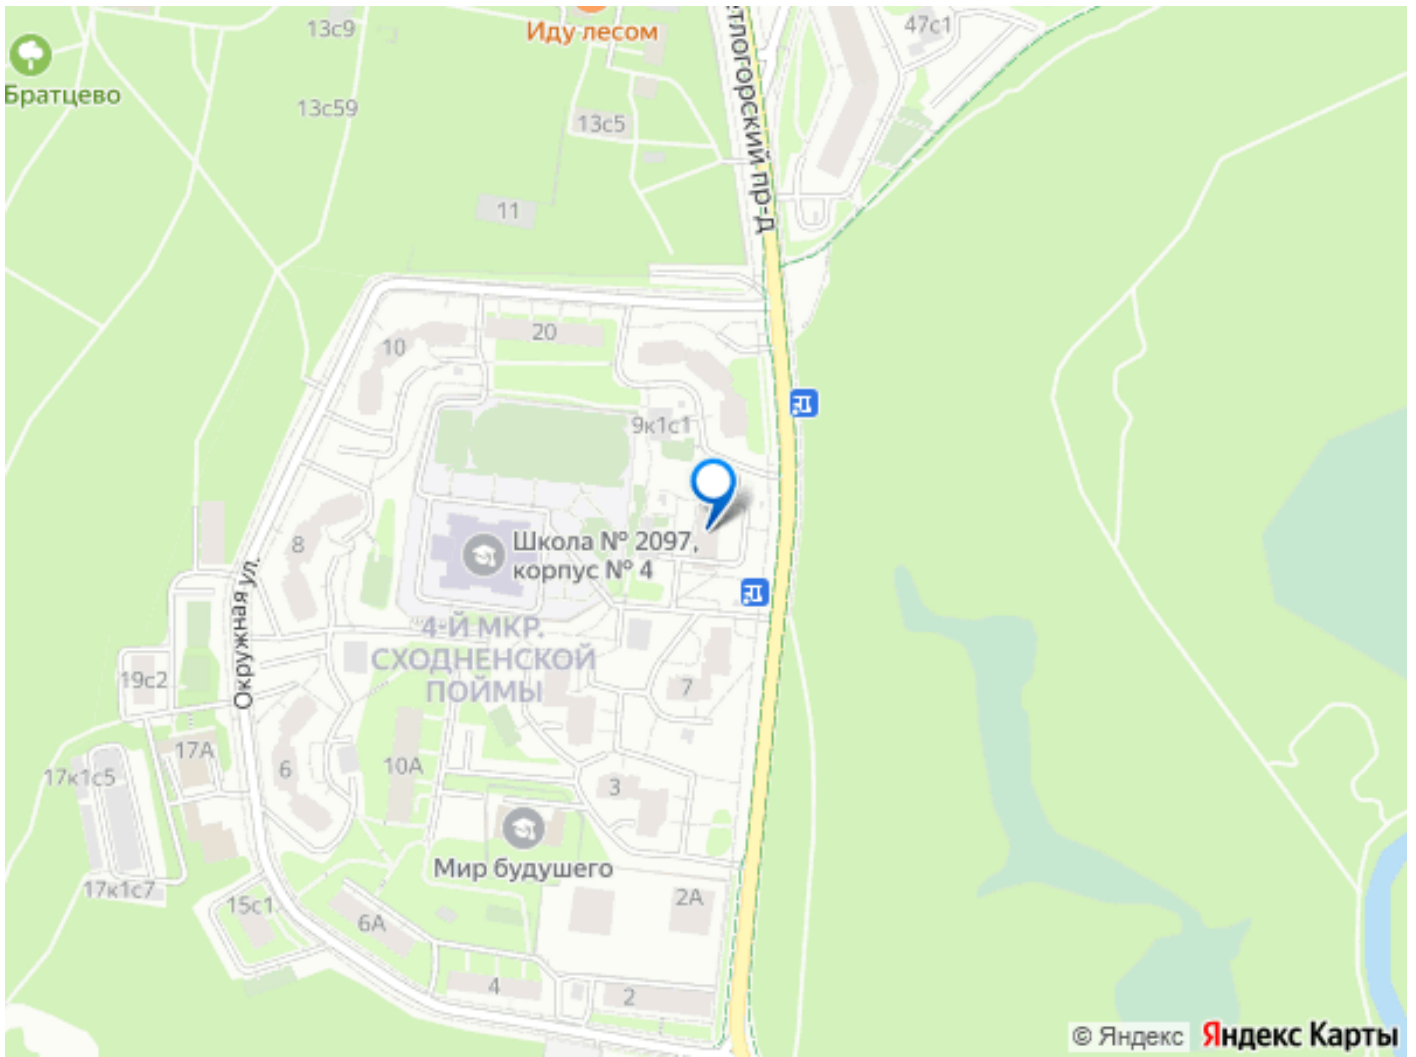 13с9
Иду лесом
47с1
Братцево
13с59
13с5
тлогорский пр-д
11
20
10
9к1с1
Школа № 2097,
корпус № 4
8
Окружная ул.
4-Й МКР.
СХОДНЕНСКОЙ
ПОЙМЫ
19с2
7
17А
6
10А
17к1с5
3
Мир будущего
17к1с7
15с1
6А
2А
4
2
© Яндекс
Яндекс Карты